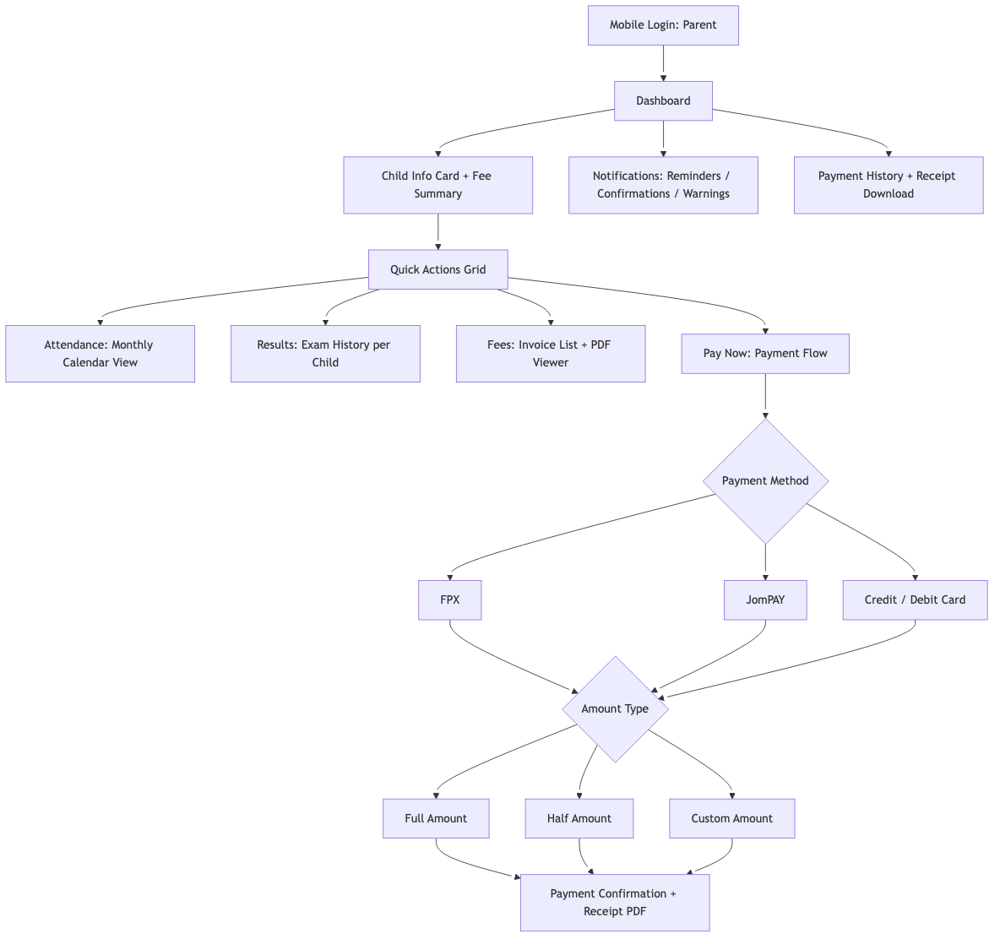 Mobile Login: Parent
Dashboard
Child Info Card + Fee
Summary
Notifications: Reminders /
Confirmations / Warnings
Payment History + Receipt
Download
Quick Actions Grid
Attendance: Monthly
Calendar View
Results: Exam History per
Child
Fees: Invoice List + PDF
Viewer
Pay Now: Payment Flow
Payment Method
FPX
JomPAY
Credit / Debit Card
Amount Type
Full Amount
Half Amount
Custom Amount
Payment Confirmation +
Receipt PDF